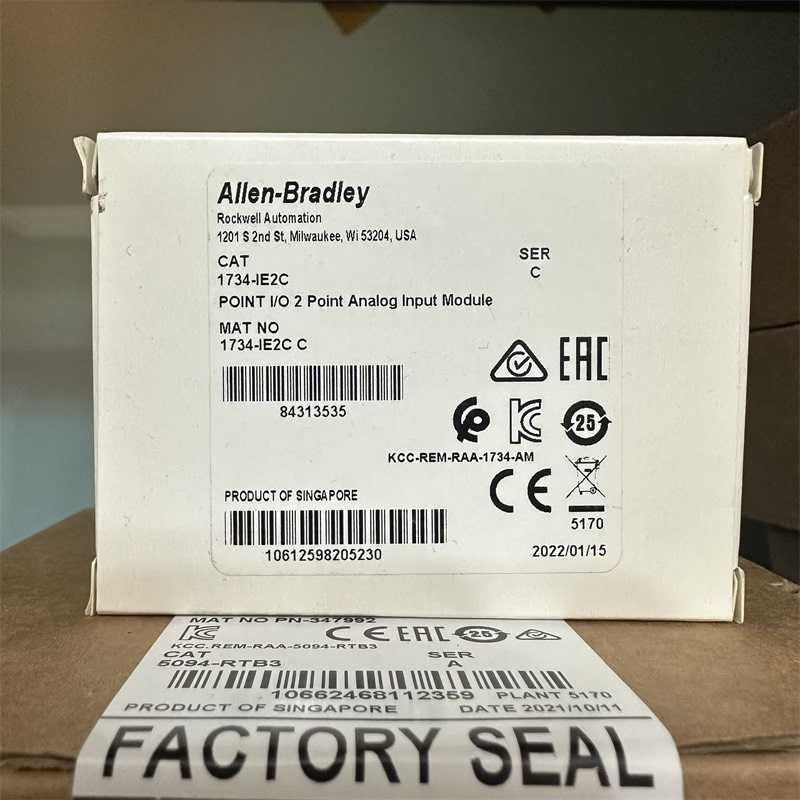 Allen-Bradley
Rockwell Automation
1201 S 2nd St, Milwaukee, Wi 53204, USA
CAT
SER
1734-IE2C
C
POINT I/O 2 Point Analog Input Module
MAT NO
1734-IE2C C
EAC
84313535
25
KCC-REM-RAA-1734-AM
CE
PRODUCT OF SINGAPORE
5170
10612598205230
2022/01/15
MAT NO PN-347992
CE EAC 25
KCC.REM-RAA-5094-RTB3
CAT
SER
5094-RTB3
A
10662468112359
PLANT 5170
PRODUCT OF SINGAPORE
DATE 2021/10/11
FACTORY SEAL